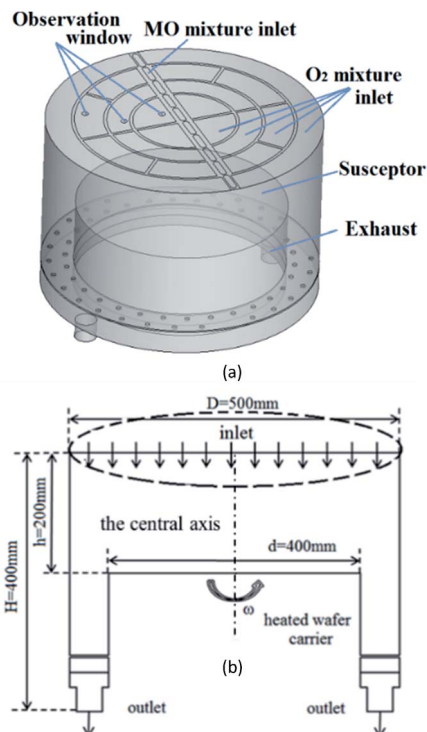 Observation
window
MO mixture inlet
O₂ mixture
inlet
Susceptor
Exhaust
(a)
D=500mm
inlet
h=200mm
H=400mm
the central axis
d=400mm
ω
heated wafer
carrier
(b)
outlet
outlet